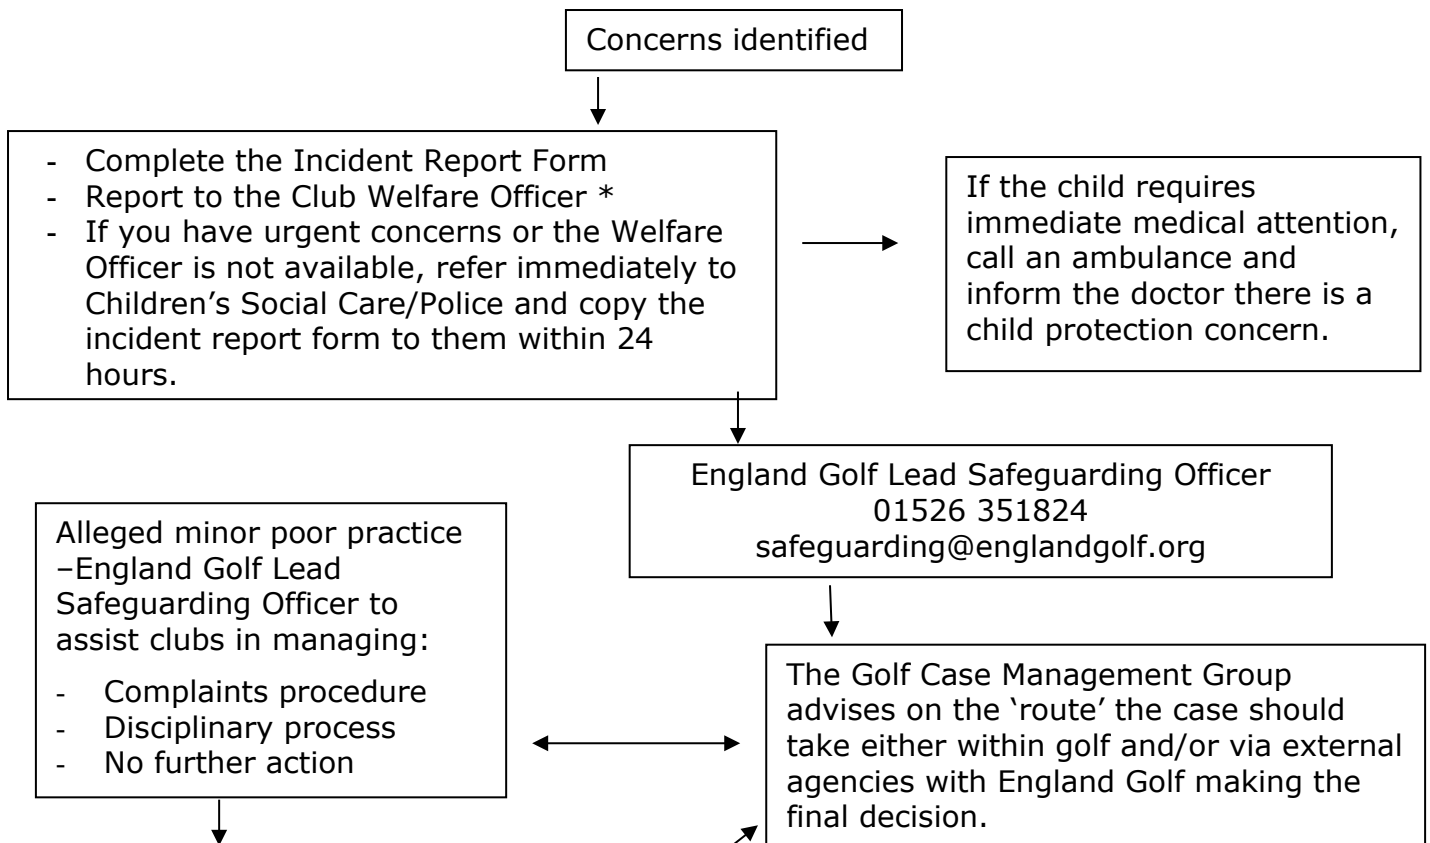 Concerns identified
- Complete the Incident Report Form
- Report to the Club Welfare Officer *
- If you have urgent concerns or the Welfare
Officer is not available, refer immediately to
Children’s Social Care/Police and copy the
incident report form to them within 24
hours.
If the child requires
immediate medical attention,
call an ambulance and
inform the doctor there is a
child protection concern.
England Golf Lead Safeguarding Officer
01526 351824
safeguarding@englandgolf.org
Alleged minor poor practice
–England Golf Lead
Safeguarding Officer to
assist clubs in managing:
- Complaints procedure
- Disciplinary process
- No further action
The Golf Case Management Group
advises on the ‘route’ the case should
take either within golf and/or via external
agencies with England Golf making the
final decision.